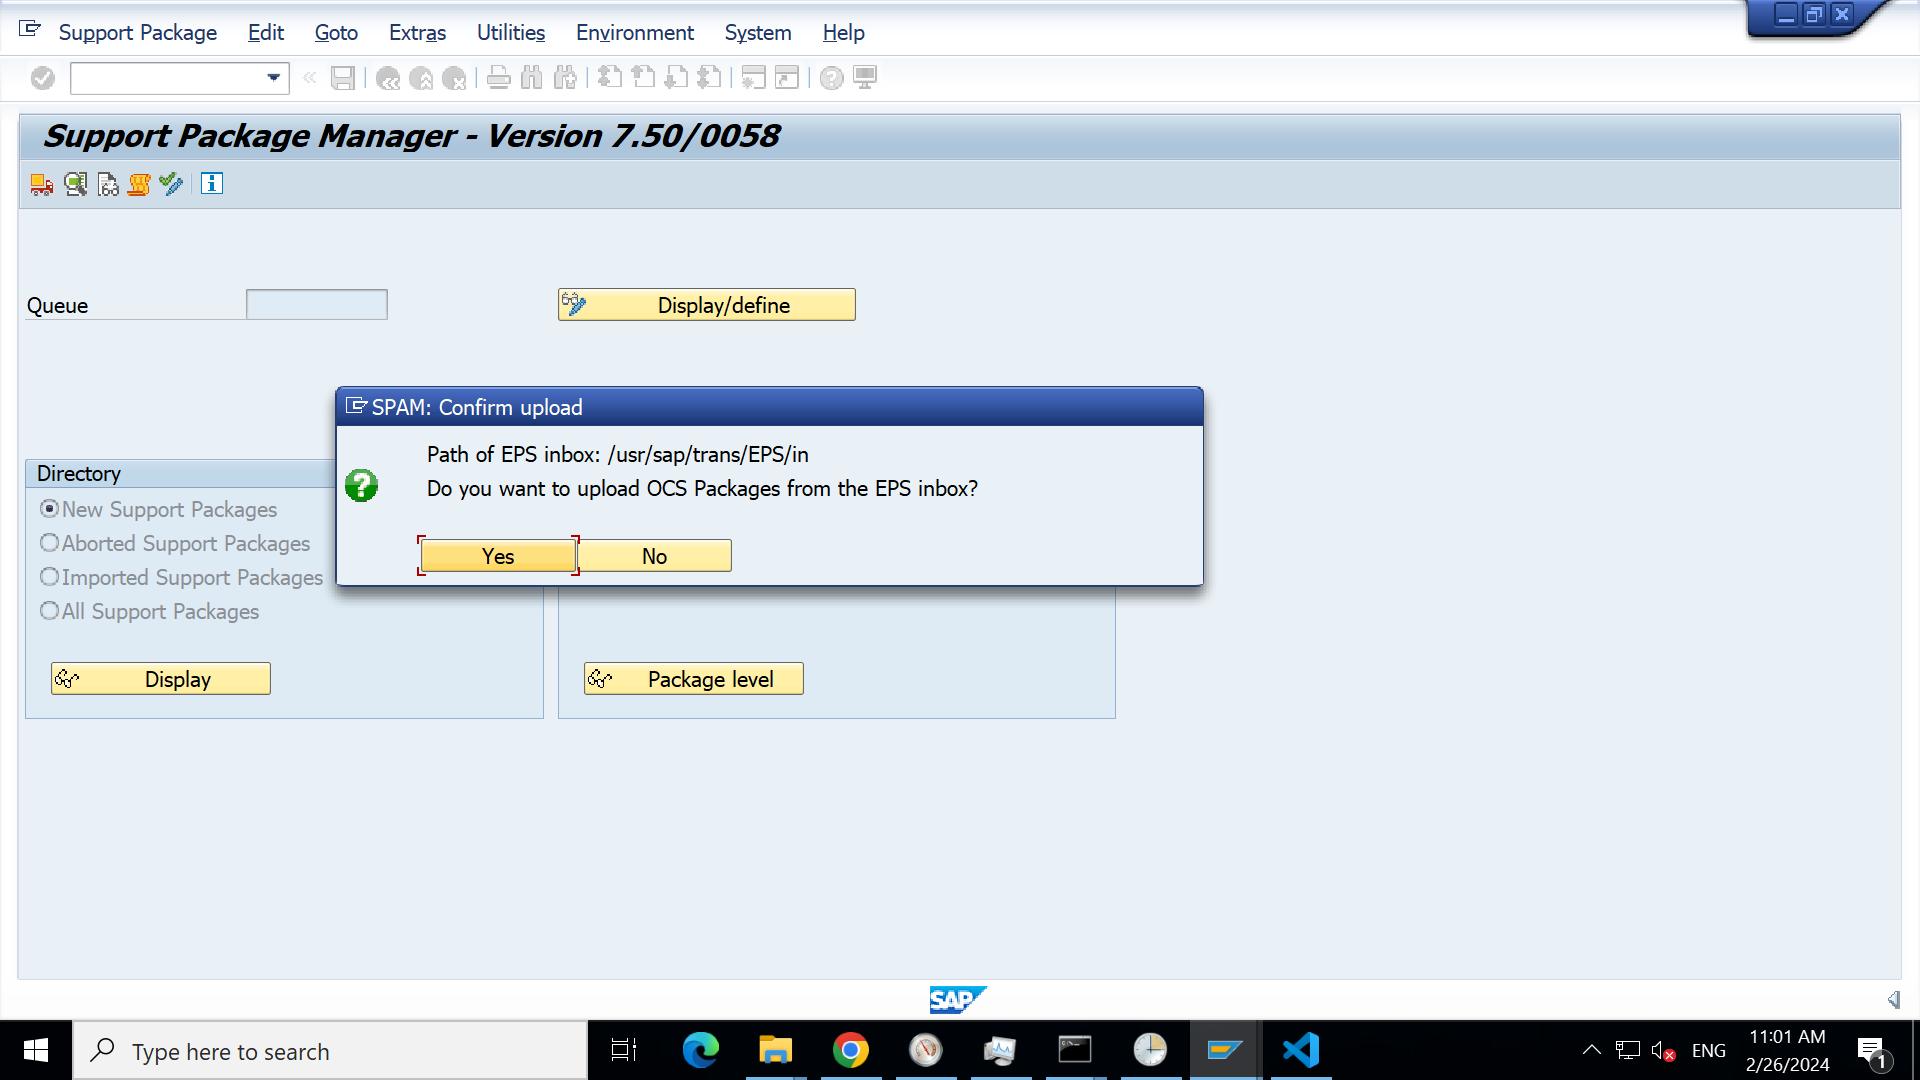 Support Package Edit Goto Extras Utilities Environment System Help
Support Package Manager - Version 7.50/0058
Queue
Display/define
SPAM: Confirm upload
Path of EPS inbox: /usr/sap/trans/EPS/in
Do you want to upload OCS Packages from the EPS inbox?
Yes No
Directory
New Support Packages
Aborted Support Packages
Imported Support Packages
All Support Packages
Display
Package level
SAP
Type here to search
ENG
11:01 AM
2/26/2024
1